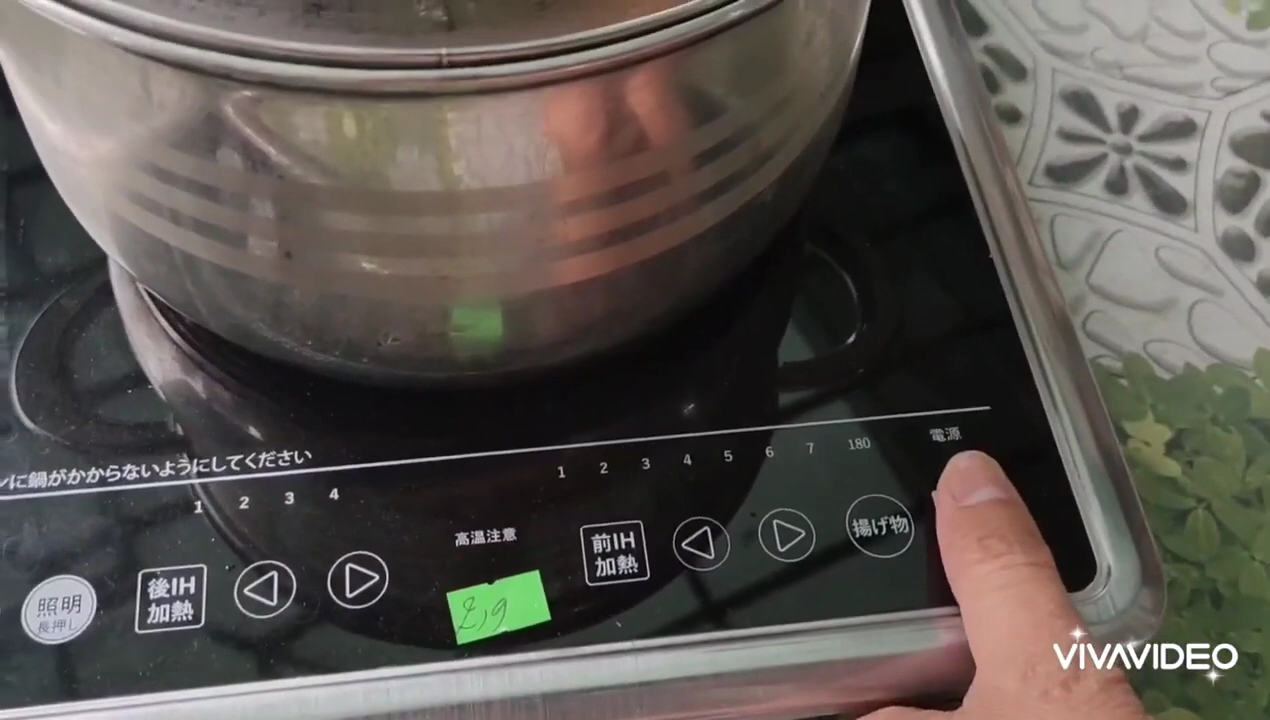 に鍋がかからないようにしてください
1 2 3 4
1 2 3 4 5 6 7 180
電源
高温注意
照明
長押し
後IH
加熱
前IH
加熱
揚げ物
2,9
VIVAVIDEO